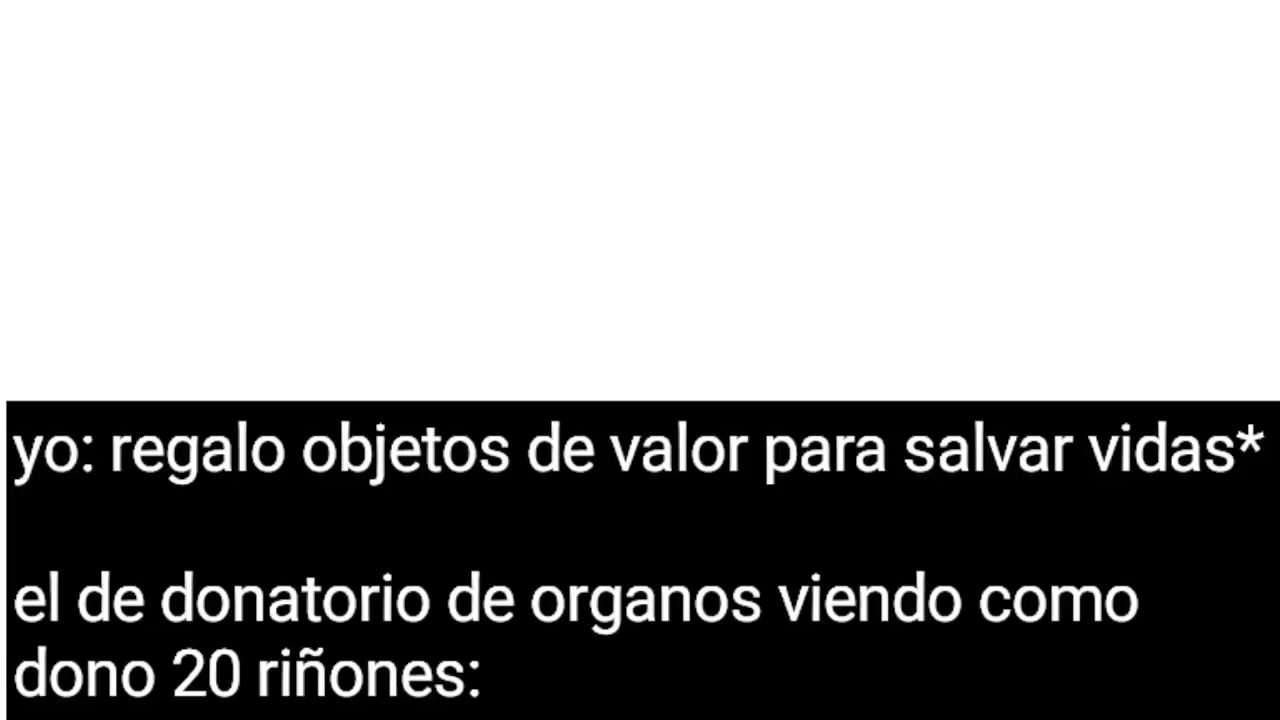 yo: regalo objetos de valor para salvar vidas*
el de donatorio de organos viendo como
dono 20 riñones: